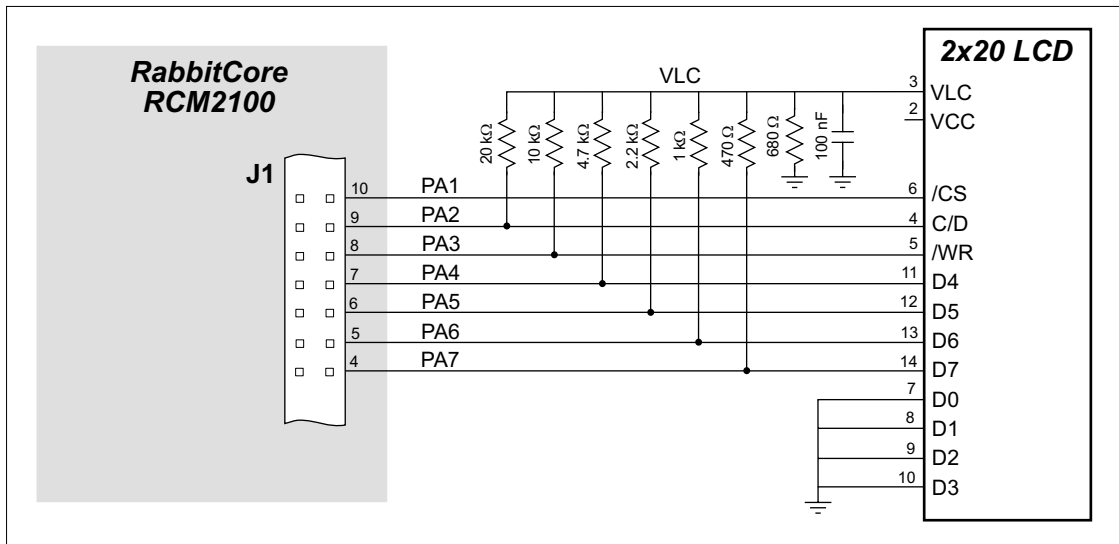 RabbitCore
RCM2100
J1
10 PA1
9 PA2
8 PA3
7 PA4
6 PA5
5 PA6
4 PA7
VLC
20 kΩ
10 kΩ
4.7 kΩ
2.2 kΩ
1 kΩ
470 Ω
680 Ω
100 nF
2x20 LCD
3 VLC
2 VCC
6 /CS
4 C/D
5 /WR
11 D4
12 D5
13 D6
14 D7
7 D0
8 D1
9 D2
10 D3